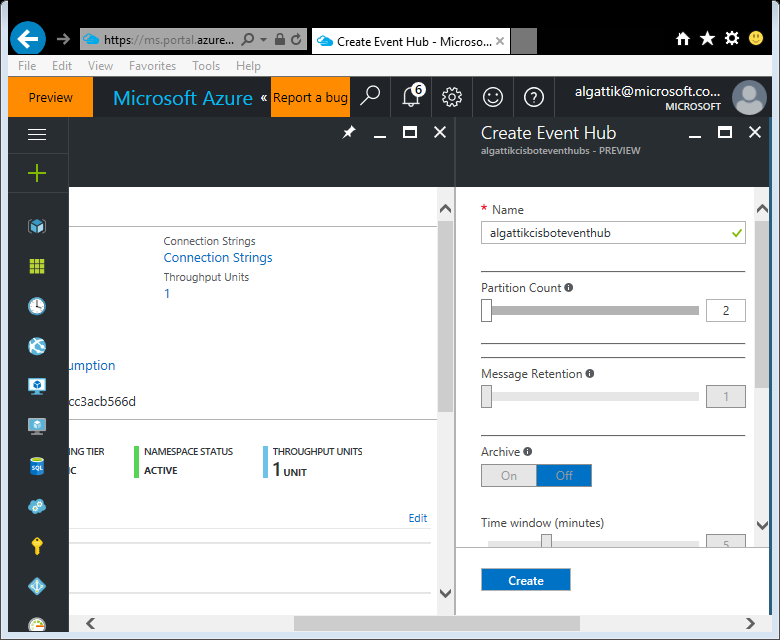 https://ms.portal.azure...
Create Event Hub - Microso...
File Edit View Favorites Tools Help
Preview
Microsoft Azure «
Report a bug
6
algattik@microsoft.co...
MICROSOFT
Create Event Hub
algattikcisboteventhubs - PREVIEW
Connection Strings
Connection Strings
Throughput Units
1
umption
cc3acb566d
NG TIER
IC
NAMESPACE STATUS
ACTIVE
THROUGHPUT UNITS
1 UNIT
Edit
* Name
algattikcisboteventhub
Partition Count
2
Message Retention
1
Archive
On Off
Time window (minutes)
5
Create
SQL